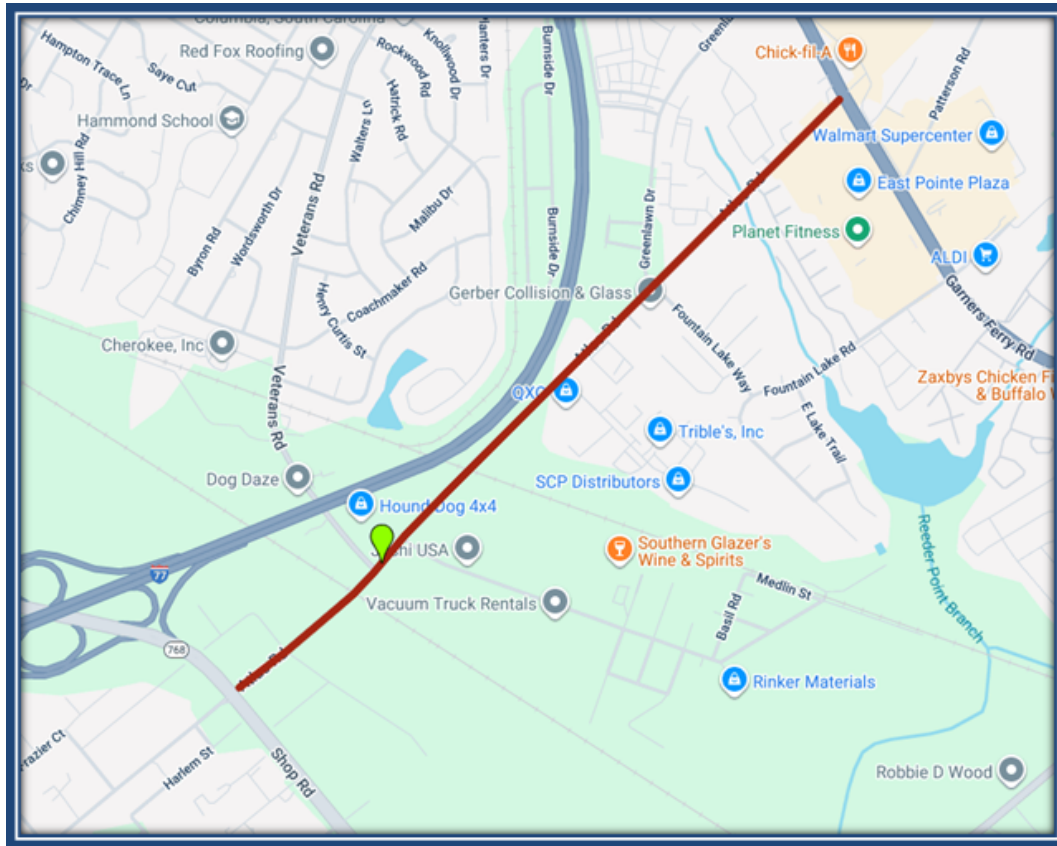 Columbia, South Carolina
Red Fox Roofing
Hampton Trace Ln
Saye Cut
Rockwood Rd
Knollwood Dr
Planters Dr
Burnside Dr
Greenlawn
Chick-fil-A
Patterson Rd
Hammond School
Hatrick Rd
Walters Ln
Walmart Supercenter
Chimney Hill Rd
Byron Rd
Wordsworth Dr
Veterans Rd
Malibu Dr
Burnside Dr
Greenlawn Dr
East Pointe Plaza
Planet Fitness
ALDI
Coachmaker Rd
Henry Curtis St
Gerber Collision & Glass
Garners Ferry Rd
Cherokee, Inc
Veterans Rd
Fountain Lake Way
Fountain Lake Rd
Zaxbys Chicken
& Buffalo
E Lake Trail
Trible's, Inc
Dog Daze
SCP Distributors
Hound Dog 4x4
USA
Southern Glazer's
Wine & Spirits
77
Vacuum Truck Rentals
Medlin St
Basil Rd
Reeder Point Branch
768
Rinker Materials
Frazier Ct
Harlem St
Shop Rd
Robbie D Wood